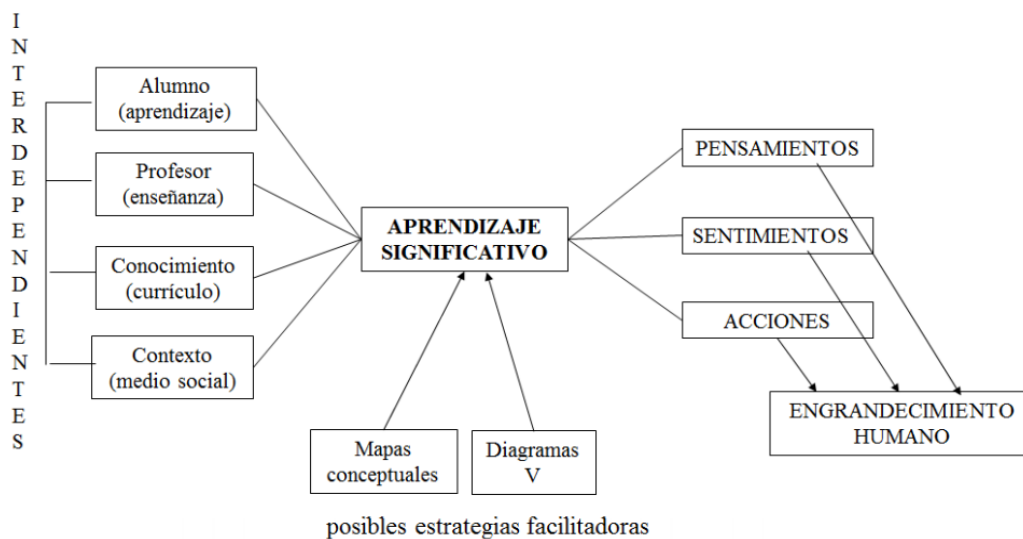 INTERDEPENDIENTES
Alumno
(aprendizaje)
Profesor
(enseñanza)
Conocimiento
(currículo)
Contexto
(medio social)
APRENDIZAJE
SIGNIFICATIVO
Mapas
conceptuales
Diagramas
V
posibles estrategias facilitadoras
PENSAMIENTOS
SENTIMIENTOS
ACCIONES
ENGRANDECIMIENTO
HUMANO